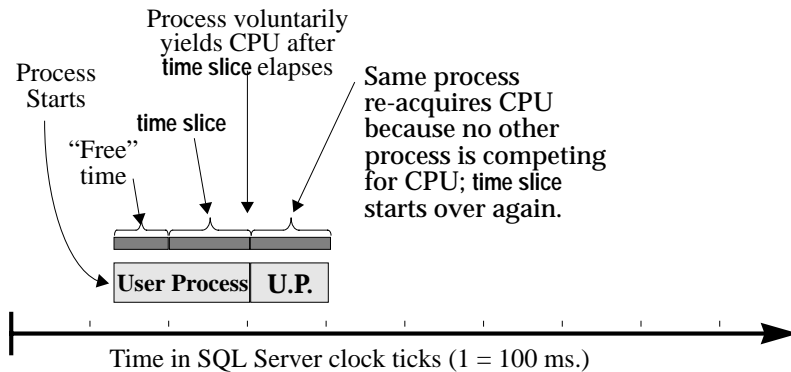 Process voluntarily
yields CPU after
time slice elapses
Process
Starts
time slice
"Free"
time
Same process
re-acquires CPU
because no other
process is competing
for CPU; time slice
starts over again.
User Process
U.P.
Time in SQL Server clock ticks (1 = 100 ms.)